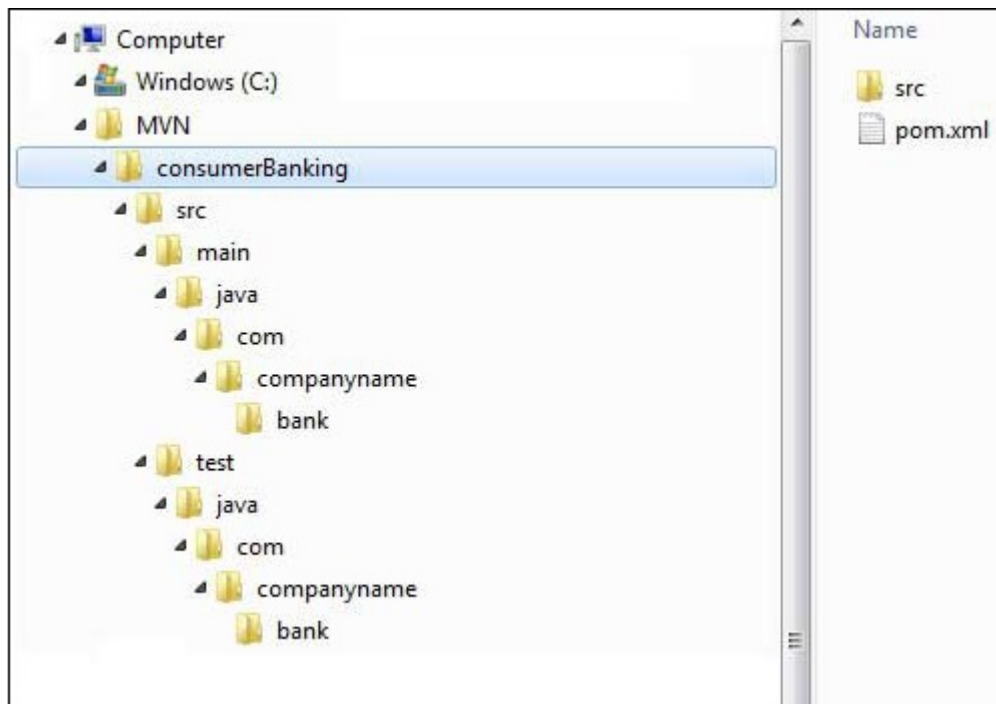 Computer
Windows (C:)
MVN
consumerBanking
src
main
java
com
companyname
bank
test
java
com
companyname
bank
Name
src
pom.xml